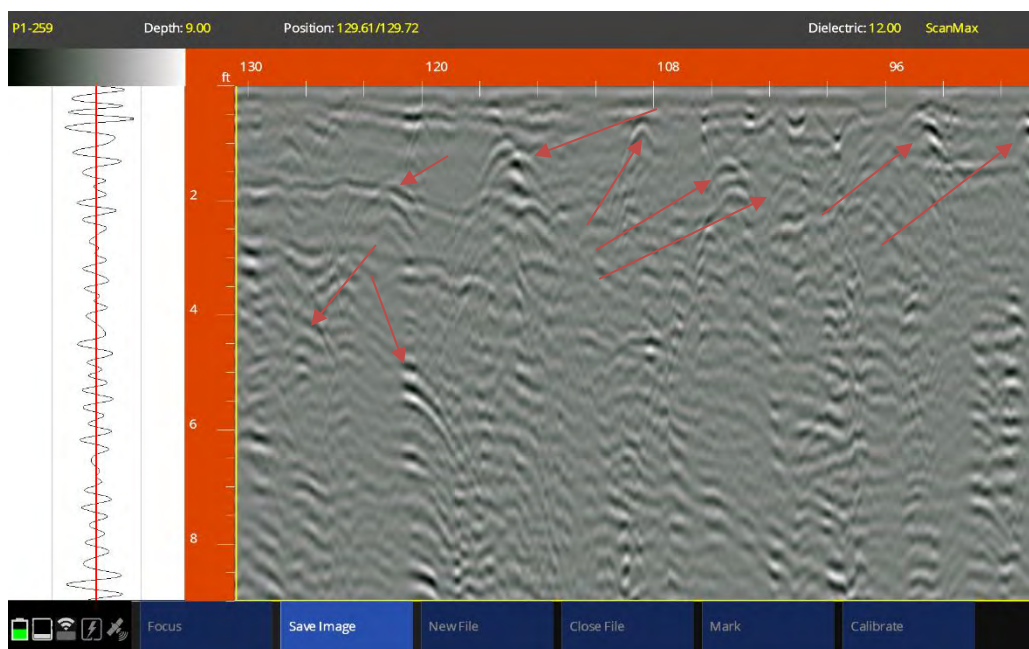 P1-259 Depth: 9.00 Position: 129.61/129.72 Dielectric: 12.00 ScanMax
ft 130 120 108 96
2
4
6
8
Focus Save Image New File Close File Mark Calibrate